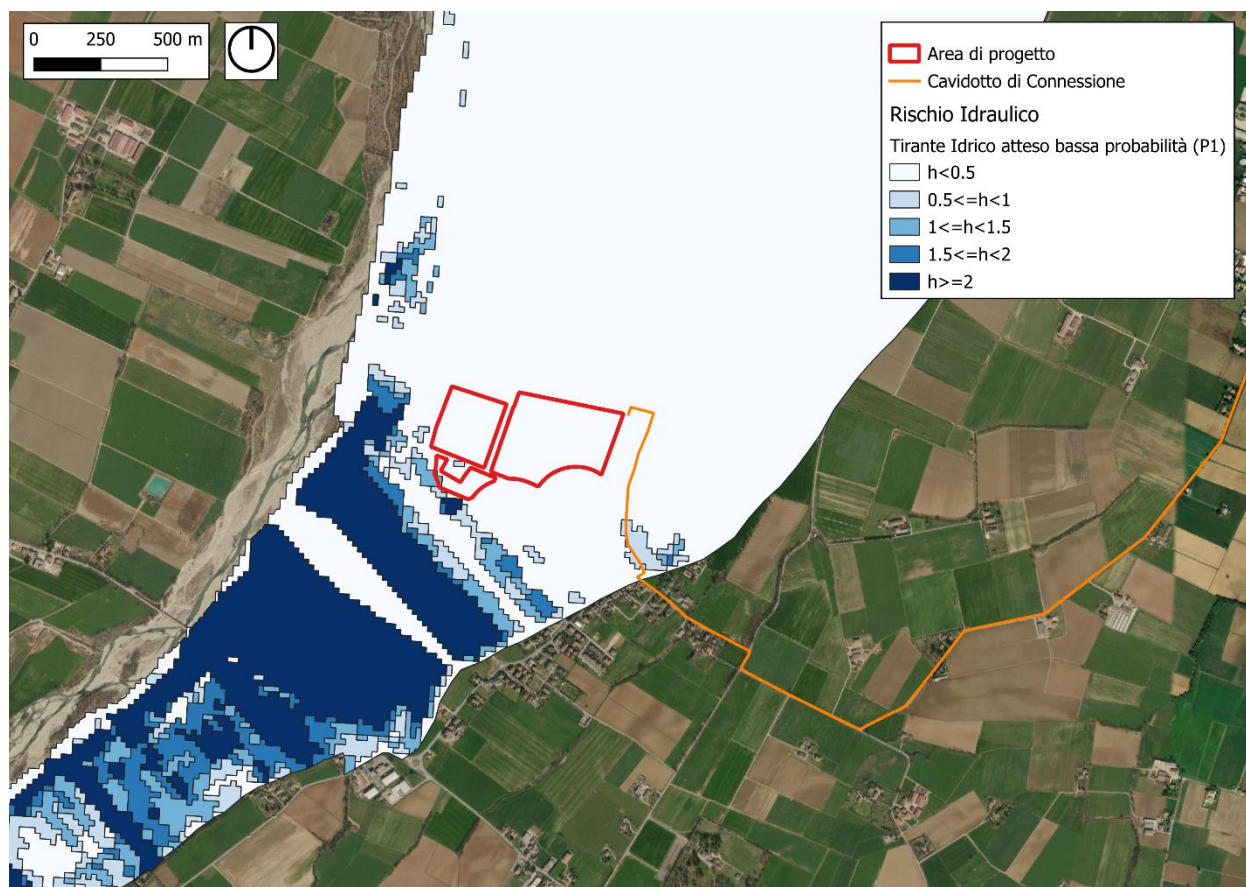 0 250 500 m
Area di progetto
Cavidotto di Connessione
Rischio Idraulico
Tirante Idrico atteso bassa probabilità (P1)
h<0.5
0.5<=h<1
1<=h<1.5
1.5<=h<2
h>=2